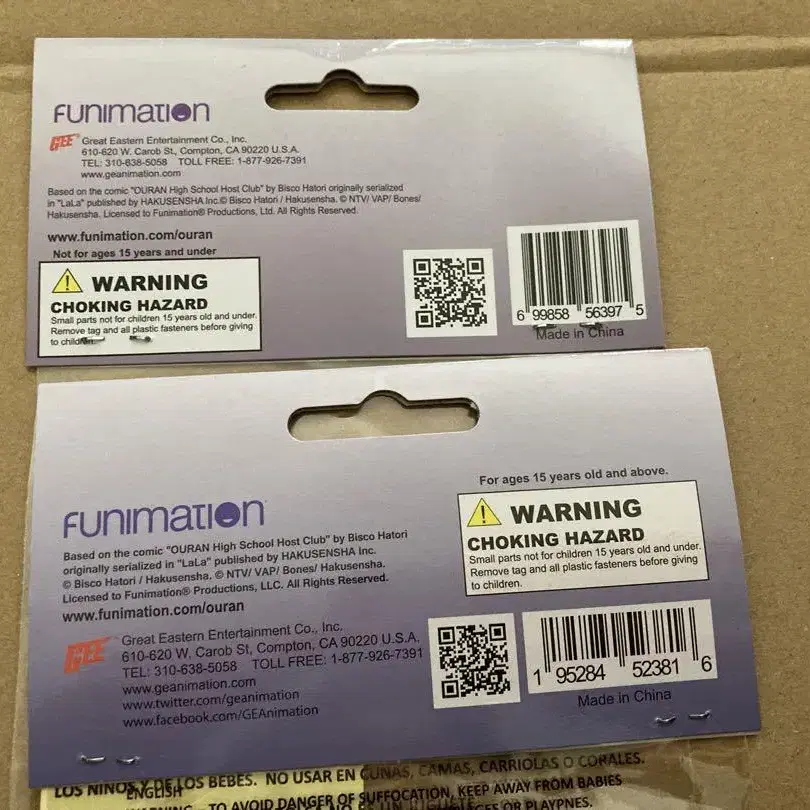 FUNIMATION
GEE
Great Eastern Entertainment Co., Inc.
610-620 W. Carob St., Compton, CA 90220 U.S.A.
TEL: 310-638-5058 TOLL FREE: 1-877-926-7391
www.geanimation.com
Based on the comic "OURAN High School Host Club" by Bisco Hatori originally serialized
in "LaLa" published by HAKUSENSHA Inc.© Bisco Hatori / Hakusensha. © NTV/ VAP/ Bones/
Hakusensha. Licensed to Funimation® Productions, Ltd. All Rights Reserved.
www.funimation.com/ouran
Not for ages 15 years and under
WARNING
CHOKING HAZARD
Small parts not for children 15 years old and under.
Remove tag and all plastic fasteners before giving
to children.
6 99858 56397 5
Made in China
FUNIMATION
Based on the comic "OURAN High School Host Club" by Bisco Hatori
originally serialized in "LaLa" published by HAKUSENSHA Inc.
© Bisco Hatori / Hakusensha. © NTV/ VAP/ Bones/ Hakusensha.
Licensed to Funimation® Productions, LLC. All Rights Reserved.
www.funimation.com/ouran
GEE
Great Eastern Entertainment Co., Inc.
610-620 W. Carob St., Compton, CA 90220 U.S.A.
TEL: 310-638-5058 TOLL FREE: 1-877-926-7391
www.geanimation.com
www.twitter.com/geanimation
www.facebook.com/GEAnimation
For ages 15 years old and above.
WARNING
CHOKING HAZARD
Small parts not for children 15 years old and under.
Remove tag and all plastic fasteners before giving
to children.
1 95284 52381 6
Made in China
LOS NIÑOS Y DE LOS BEBES. NO USAR EN CUNAS, CAMAS, CARRIOLAS O CORALES.
ENGLISH
TO AVOID DANGER OF SUFFOCATION, KEEP AWAY FROM BABIES
OR PLAYPNES.